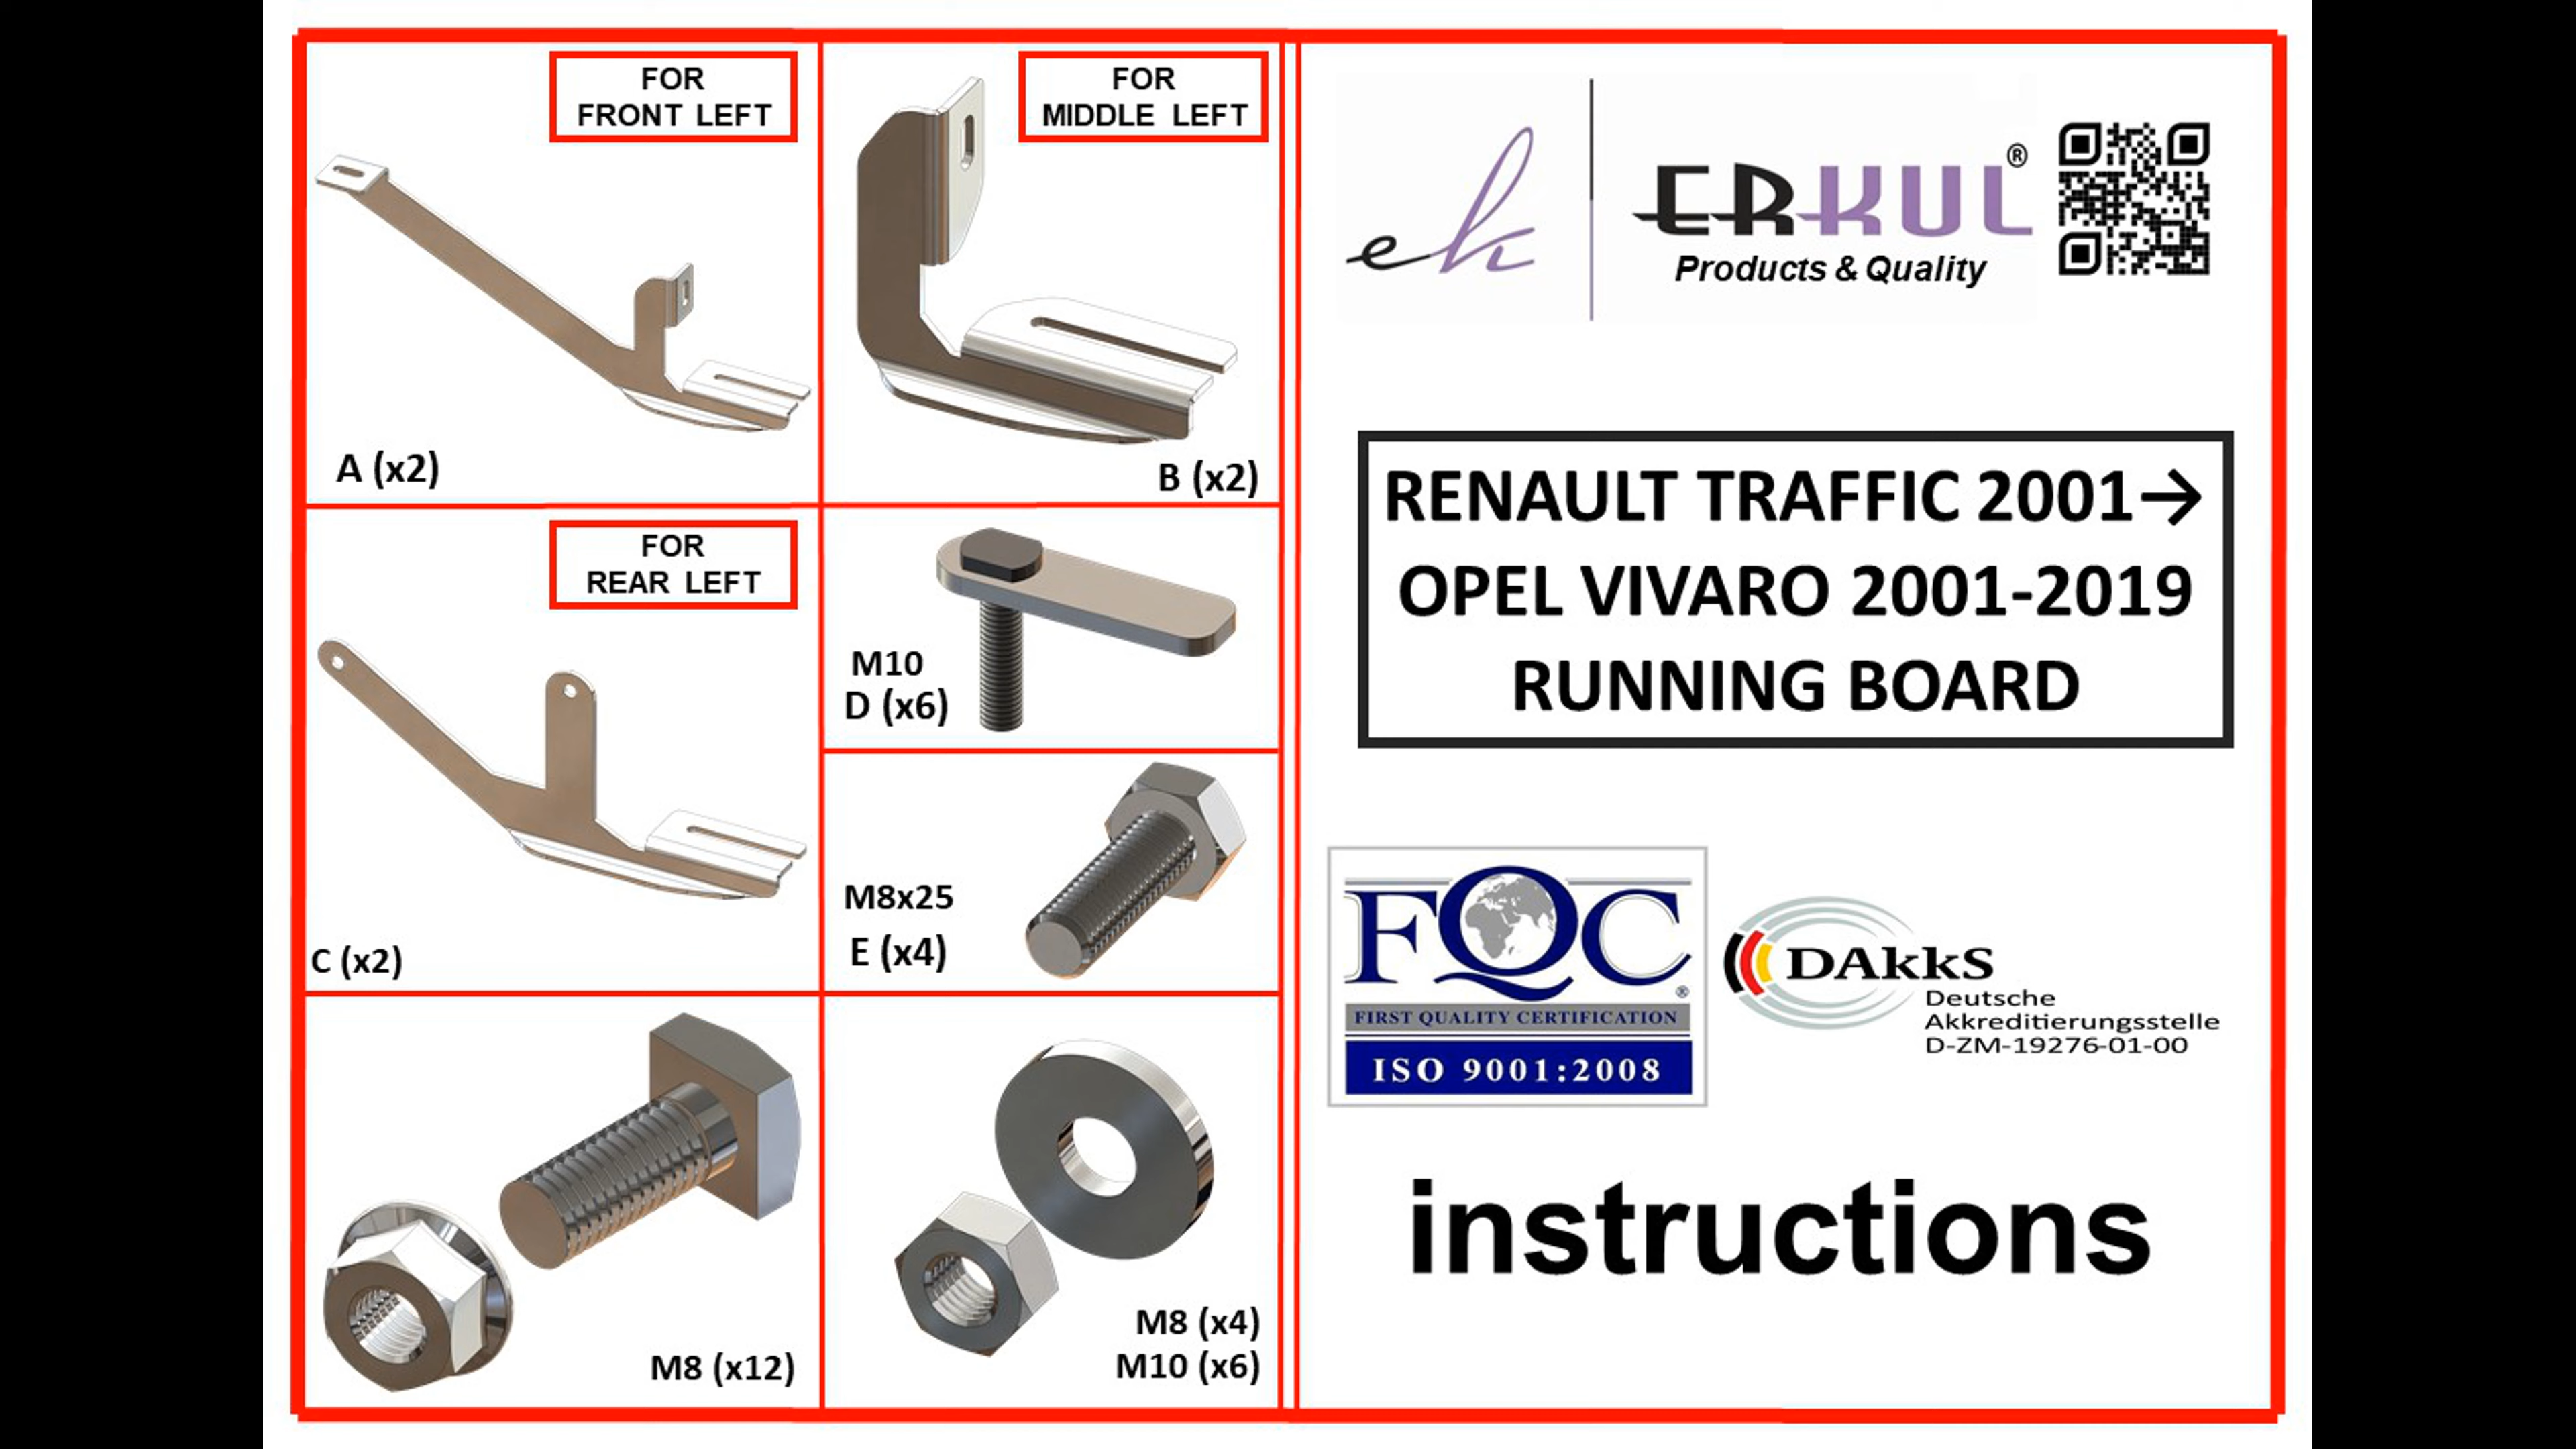 FOR
FRONT LEFT
A (x2)
FOR
MIDDLE LEFT
B (x2)
FOR
REAR LEFT
C (x2)
M10
D (x6)
M8x25
E (x4)
M8 (x12)
M8 (x4)
M10 (x6)
ek
ERKUL®
Products & Quality
RENAULT TRAFFIC 2001→
OPEL VIVARO 2001-2019
RUNNING BOARD
FQC®
FIRST QUALITY CERTIFICATION
ISO 9001:2008
DAkkS
Deutsche
Akkreditierungsstelle
D-ZM-19276-01-00
instructions